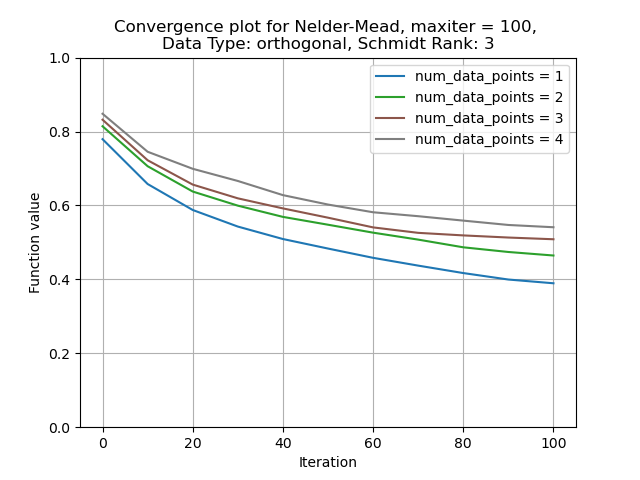 Convergence plot for Nelder-Mead, maxiter = 100,
Data Type: orthogonal, Schmidt Rank: 3
num_data_points = 1
num_data_points = 2
num_data_points = 3
num_data_points = 4
Function value
1.0
0.8
0.6
0.4
0.2
0.0
0 20 40 60 80 100
Iteration